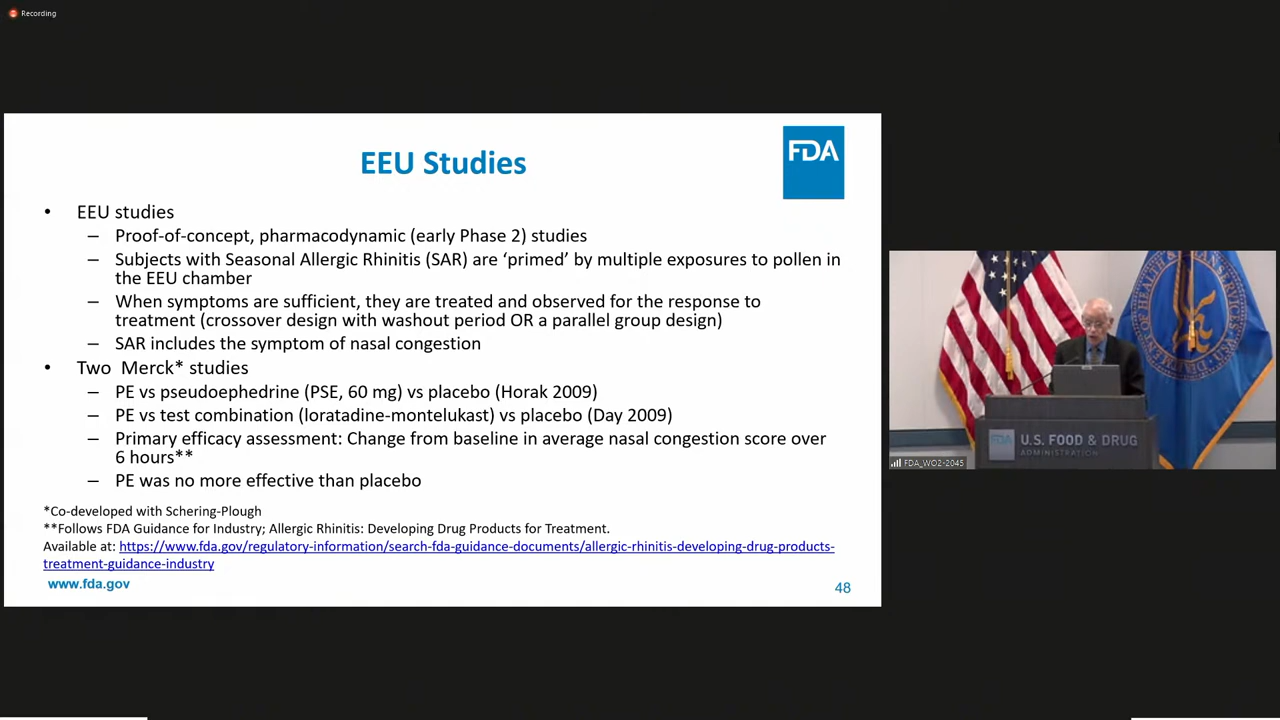 Recording
EEU Studies
FDA
• EEU studies
– Proof-of-concept, pharmacodynamic (early Phase 2) studies
– Subjects with Seasonal Allergic Rhinitis (SAR) are ‘primed’ by multiple exposures to pollen in
the EEU chamber
– When symptoms are sufficient, they are treated and observed for the response to
treatment (crossover design with washout period OR a parallel group design)
– SAR includes the symptom of nasal congestion
• Two Merck* studies
– PE vs pseudoephedrine (PSE, 60 mg) vs placebo (Horak 2009)
– PE vs test combination (loratadine-montelukast) vs placebo (Day 2009)
– Primary efficacy assessment: Change from baseline in average nasal congestion score over
6 hours**
– PE was no more effective than placebo
*Co-developed with Schering-Plough
**Follows FDA Guidance for Industry; Allergic Rhinitis: Developing Drug Products for Treatment.
Available at: https://www.fda.gov/regulatory-information/search-fda-guidance-documents/allergic-rhinitis-developing-drug-products-
treatment-guidance-industry
www.fda.gov
48
FDA
U.S. FOOD & DRUG
ADMINISTRATION
FDA_WO2-2045